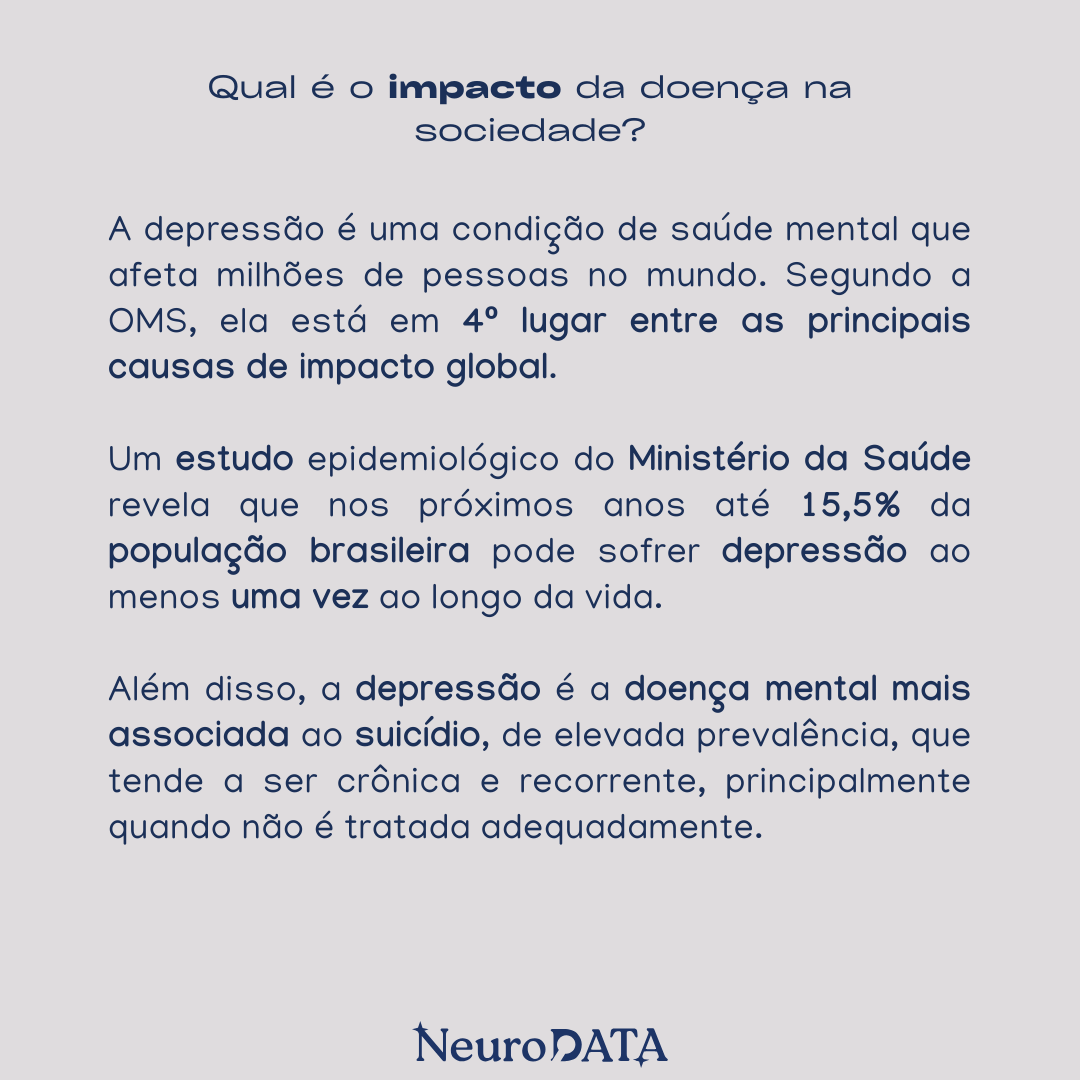 Qual é o impacto da doença na
sociedade?
A depressão é uma condição de saúde mental que
afeta milhões de pessoas no mundo. Segundo a
OMS, ela está em 4º lugar entre as principais
causas de impacto global.
Um estudo epidemiológico do Ministério da Saúde
revela que nos próximos anos até 15,5% da
população brasileira pode sofrer depressão ao
menos uma vez ao longo da vida.
Além disso, a depressão é a doença mental mais
associada ao suicídio, de elevada prevalência, que
tende a ser crônica e recorrente, principalmente
quando não é tratada adequadamente.
NeuroDATA